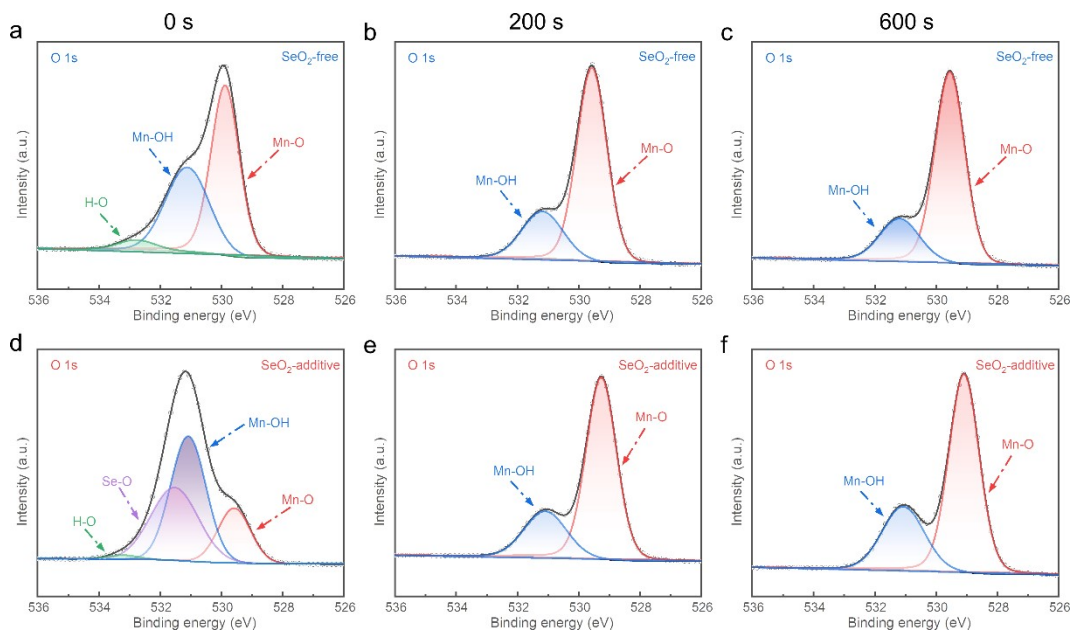 0 s
200 s
600 s
a
O 1s
SeO₂-free
Mn-OH
Mn-O
H-O
Intensity (a.u.)
536 534 532 530 528 526
Binding energy (eV)
b
O 1s
SeO₂-free
Mn-O
Mn-OH
Intensity (a.u.)
536 534 532 530 528 526
Binding energy (eV)
c
O 1s
SeO₂-free
Mn-O
Mn-OH
Intensity (a.u.)
536 534 532 530 528 526
Binding energy (eV)
d
O 1s
SeO₂-additive
Mn-OH
Se-O
Mn-O
H-O
Intensity (a.u.)
536 534 532 530 528 526
Binding energy (eV)
e
O 1s
SeO₂-additive
Mn-O
Mn-OH
Intensity (a.u.)
536 534 532 530 528 526
Binding energy (eV)
f
O 1s
SeO₂-additive
Mn-O
Mn-OH
Intensity (a.u.)
536 534 532 530 528 526
Binding energy (eV)